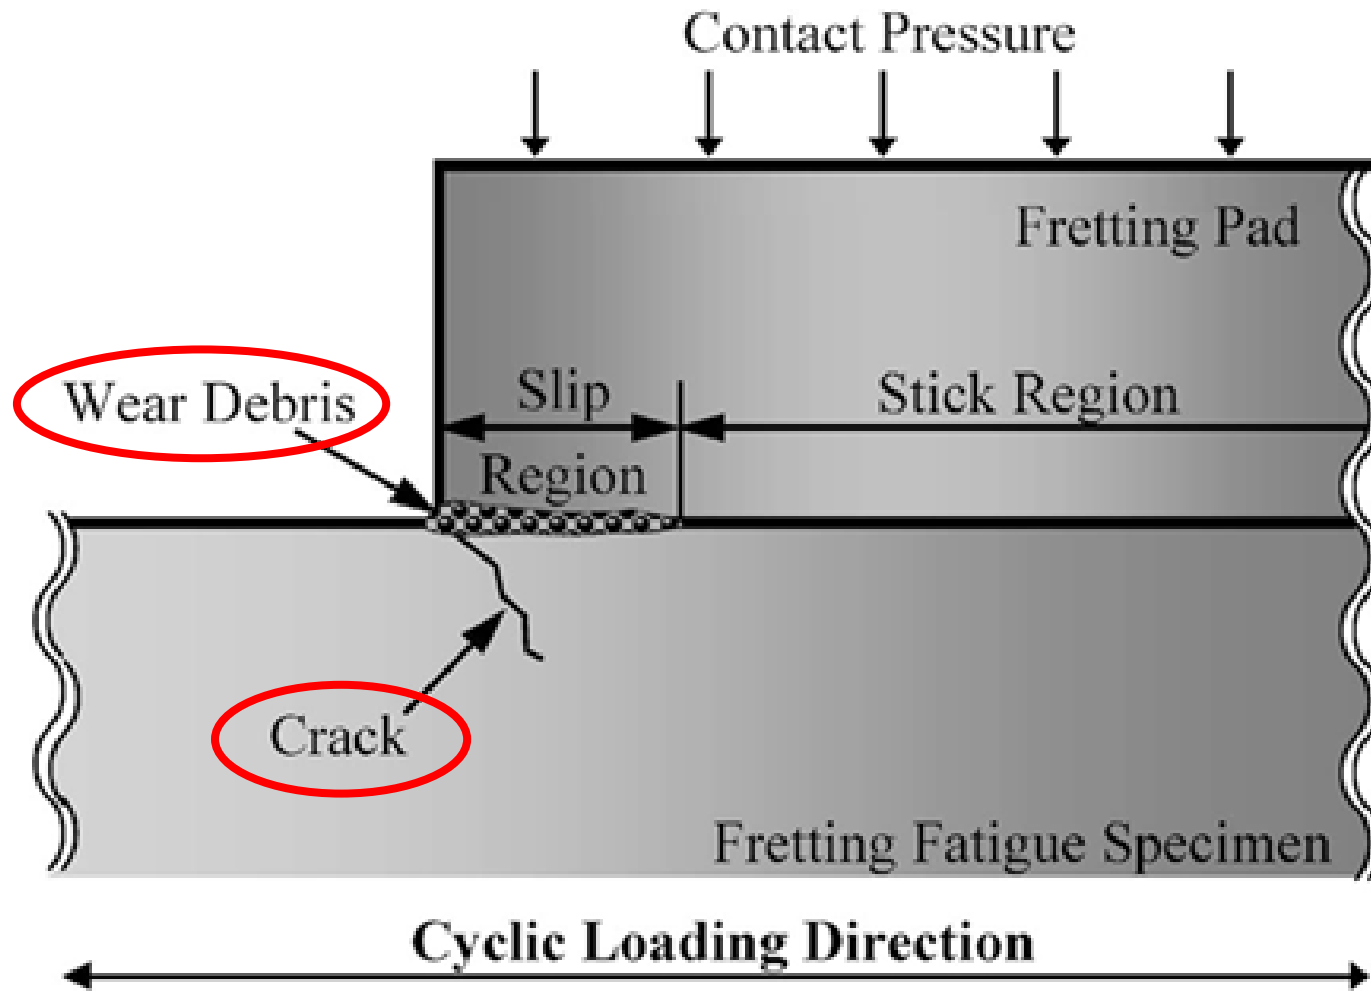 Contact Pressure
Fretting Pad
Wear Debris
Slip
Region
Stick Region
Crack
Fretting Fatigue Specimen
Cyclic Loading Direction